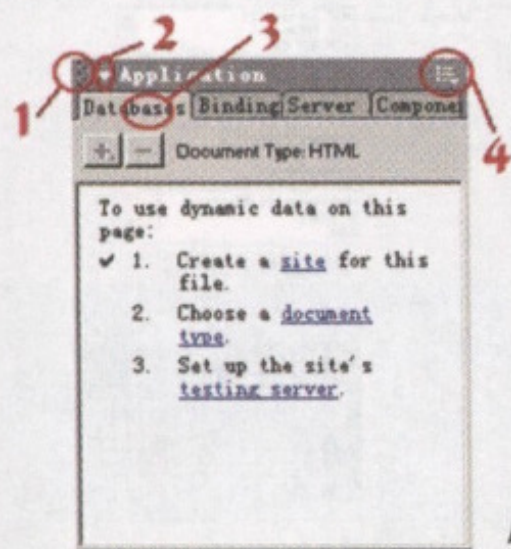 2 3
Application
1
Databases Binding Server Componen
4
Document Type: HTML
To use dynamic data on this
page:
✔ 1. Create a site for this
file.
2. Choose a document
type.
3. Set up the site's
testing server.